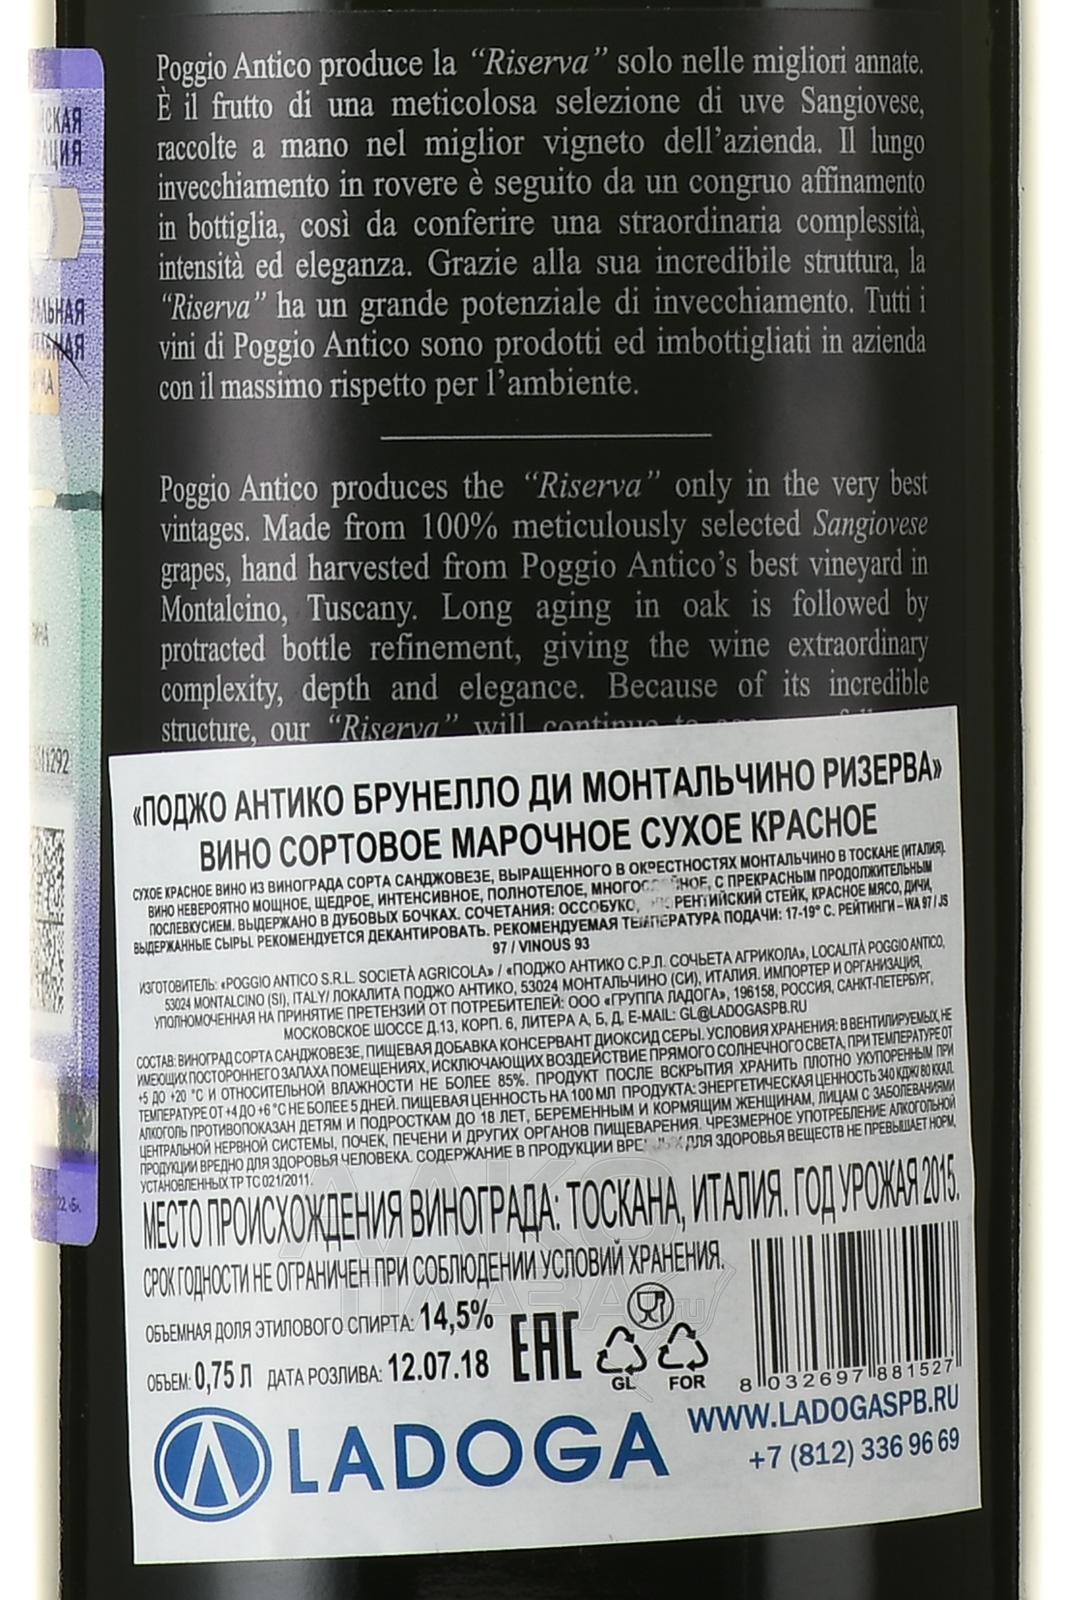 Poggio Antico produce la “Riserva” solo nelle migliori annate.
È il frutto di una meticolosa selezione di uve Sangiovese,
raccolte a mano nel miglior vigneto dell’azienda. Il lungo
invecchiamento in rovere è seguito da un congruo affinamento
in bottiglia, così da conferire una straordinaria complessità,
intensità ed eleganza. Grazie alla sua incredibile struttura, la
“Riserva” ha un grande potenziale di invecchiamento. Tutti i
vini di Poggio Antico sono prodotti ed imbottigliati in azienda
con il massimo rispetto per l’ambiente.
Poggio Antico produces the “Riserva” only in the very best
vintages. Made from 100% meticulously selected Sangiovese
grapes, hand harvested from Poggio Antico’s best vineyard in
Montalcino, Tuscany. Long aging in oak is followed by
protracted bottle refinement, giving the wine extraordinary
complexity, depth and elegance. Because of its incredible
structure, our “Riserva” will continue to
«ПОДЖО АНТИКО БРУНЕЛЛО ДИ МОНТАЛЬЧИНО РИЗЕРВА»
ВИНО СОРТОВОЕ МАРОЧНОЕ СУХОЕ КРАСНОЕ
СУХОЕ КРАСНОЕ ВИНО ИЗ ВИНОГРАДА СОРТА САНДЖОВЕЗЕ, ВЫРАЩЕННОГО В ОКРЕСТНОСТЯХ МОНТАЛЬЧИНО В ТОСКАНЕ (ИТАЛИЯ).
ВИНО НЕВЕРОЯТНО МОЩНОЕ, ЩЕДРОЕ, ИНТЕНСИВНОЕ, ПОЛНОТЕЛОЕ, С ПРЕКРАСНЫМ ПРОДОЛЖИТЕЛЬНЫМ
ПОСЛЕВКУСИЕМ. ВЫДЕРЖАНО В ДУБОВЫХ БОЧКАХ. СОЧЕТАНИЯ: ОССОБУКО, СТЕЙК, КРАСНОЕ МЯСО, ДИЧИ,
ВЫДЕРЖАННЫЕ СЫРЫ. РЕКОМЕНДУЕТСЯ ДЕКАНТИРОВАТЬ. РЕКОМЕНДУЕМАЯ ТЕМПЕРАТУРА ПОДАЧИ: 17-19° С. РЕЙТИНГИ – WA 97 / JS
97 / VINOUS 93
ИЗГОТОВИТЕЛЬ: «POGGIO ANTICO S.R.L. SOCIETÀ AGRICOLA» / «ПОДЖО АНТИКО С.Р.Л. СОЧЬЕТА АГРИКОЛА», LOCALITÀ POGGIO ANTICO,
53024 MONTALCINO (SI), ITALY/ ЛОКАЛИТА ПОДЖО АНТИКО, 53024 МОНТАЛЬЧИНО (СИ), ИТАЛИЯ. ИМПОРТЕР И ОРГАНИЗАЦИЯ,
УПОЛНОМОЧЕННАЯ НА ПРИНЯТИЕ ПРЕТЕНЗИЙ ОТ ПОТРЕБИТЕЛЕЙ: ООО «ГРУППА ЛАДОГА», 196158, РОССИЯ, САНКТ-ПЕТЕРБУРГ,
МОСКОВСКОЕ ШОССЕ Д.13, КОРП. 6, ЛИТЕРА А, Б, Д, E-MAIL: GL@LADOGASPB.RU
СОСТАВ: ВИНОГРАД СОРТА САНДЖОВЕЗЕ, ПИЩЕВАЯ ДОБАВКА КОНСЕРВАНТ ДИОКСИД СЕРЫ. УСЛОВИЯ ХРАНЕНИЯ: В ВЕНТИЛИРУЕМЫХ, НЕ
ИМЕЮЩИХ ПОСТОРОННЕГО ЗАПАХА ПОМЕЩЕНИЯХ, ИСКЛЮЧАЮЩИХ ВОЗДЕЙСТВИЕ ПРЯМОГО СОЛНЕЧНОГО СВЕТА, ПРИ ТЕМПЕРАТУРЕ ОТ
+5 ДО +20 °С И ОТНОСИТЕЛЬНОЙ ВЛАЖНОСТИ НЕ БОЛЕЕ 85%. ПРОДУКТ ПОСЛЕ ВСКРЫТИЯ ХРАНИТЬ ПЛОТНО УКУПОРЕННЫМ ПРИ
ТЕМПЕРАТУРЕ ОТ +4 ДО +6 °С НЕ БОЛЕЕ 5 ДНЕЙ. ПИЩЕВАЯ ЦЕННОСТЬ НА 100 МЛ ПРОДУКТА: ЭНЕРГЕТИЧЕСКАЯ ЦЕННОСТЬ 340 КДЖ/ 80 ККАЛ.
АЛКОГОЛЬ ПРОТИВОПОКАЗАН ДЕТЯМ И ПОДРОСТКАМ ДО 18 ЛЕТ, БЕРЕМЕННЫМ И КОРМЯЩИМ ЖЕНЩИНАМ, ЛИЦАМ С ЗАБОЛЕВАНИЯМИ
ЦЕНТРАЛЬНОЙ НЕРВНОЙ СИСТЕМЫ, ПОЧЕК, ПЕЧЕНИ И ДРУГИХ ОРГАНОВ ПИЩЕВАРЕНИЯ. ЧРЕЗМЕРНОЕ УПОТРЕБЛЕНИЕ АЛКОГОЛЬНОЙ
ПРОДУКЦИИ ВРЕДНО ДЛЯ ЗДОРОВЬЯ ЧЕЛОВЕКА. СОДЕРЖАНИЕ В ПРОДУКЦИИ ДЛЯ ЗДОРОВЬЯ ВЕЩЕСТВ НЕ ПРЕВЫШАЕТ НОРМ,
УСТАНОВЛЕННЫХ ТР ТС 021/2011.
МЕСТО ПРОИСХОЖДЕНИЯ ВИНОГРАДА: ТОСКАНА, ИТАЛИЯ. ГОД УРОЖАЯ 2015.
СРОК ГОДНОСТИ НЕ ОГРАНИЧЕН ПРИ СОБЛЮДЕНИИ УСЛОВИЙ ХРАНЕНИЯ.
ОБЪЕМНАЯ ДОЛЯ ЭТИЛОВОГО СПИРТА: 14,5%
ОБЪЕМ: 0,75 Л ДАТА РОЗЛИВА: 12.07.18
EAC
GL FOR
8 032697 881527
WWW.LADOGASPB.RU
+7 (812) 336 96 69
LADOGA